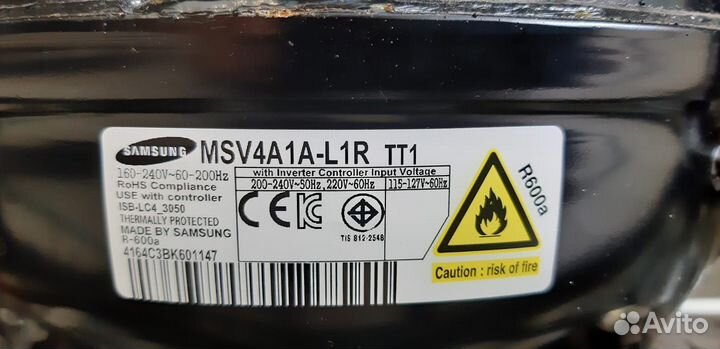 SAMSUNG MSV4A1A-L1R TT1
160-240V~60-200Hz
RoHS Compliance
USE with controller
ISB-LC4_3050
THERMALLY PROTECTED
MADE BY SAMSUNG
R-600a
4164C3BK601147
with Inverter Controller Input Voltage
200-240V~50Hz, 220V~60Hz 115-127V~60Hz
CE
TIS 812-2548
R600a
Caution : risk of fire
Avito